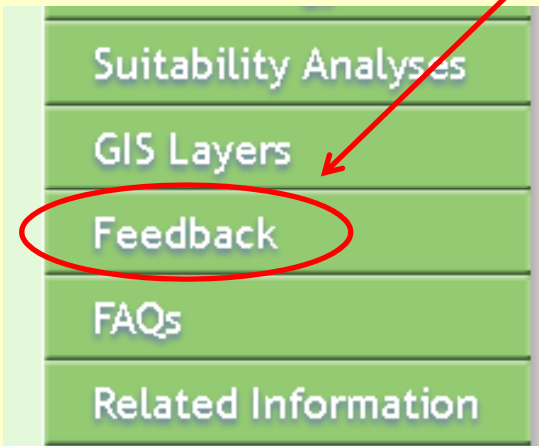 Suitability Analyses
GIS Layers
Feedback
FAQs
Related Information